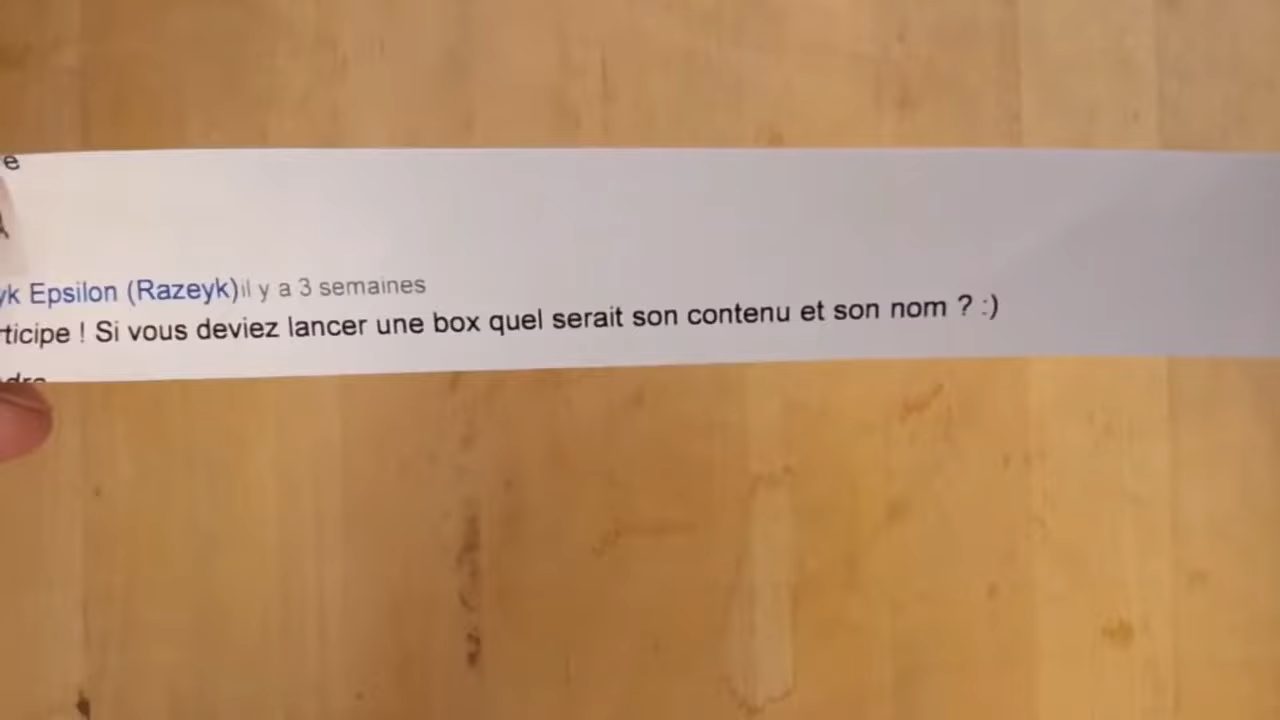 e
yk Epsilon (Razeyk)il y a 3 semaines
rticipe ! Si vous deviez lancer une box quel serait son contenu et son nom ? :)